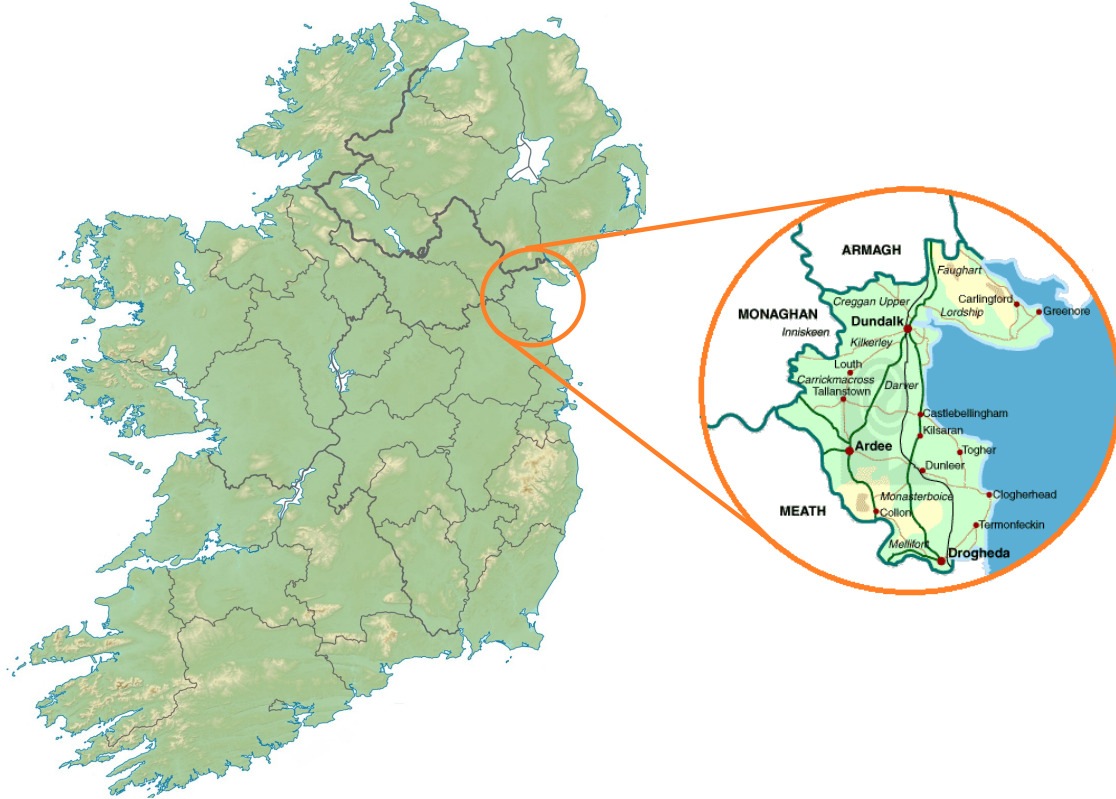 ARMAGH
Faughart
Creggan Upper
Carlingford
MONAGHAN
Lordship
Greenore
Dundalk
Inniskeen
Kilkerley
Louth
Carrickmacross
Darver
Tallanstown
Castlebellingham
Kilsaran
Ardee
Togher
Dunleer
Monasterboice
Clogherhead
MEATH
Collon
Termonfeckin
Mellifont
Drogheda